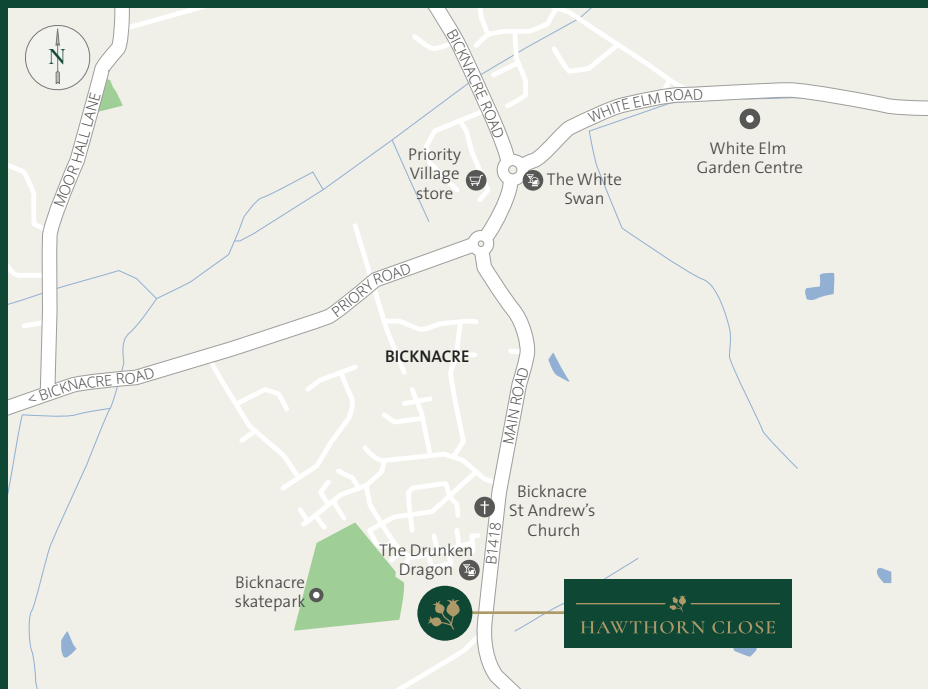 N
MOOR HALL LANE
BICKNACRE ROAD
WHITE ELM ROAD
White Elm
Garden Centre
Priority
Village
store
The White
Swan
PRIORY ROAD
< BICKNACRE ROAD
BICKNACRE
MAIN ROAD
Bicknacre
St Andrew's
Church
B1418
The Drunken
Dragon
Bicknacre
skatepark
HAWTHORN CLOSE